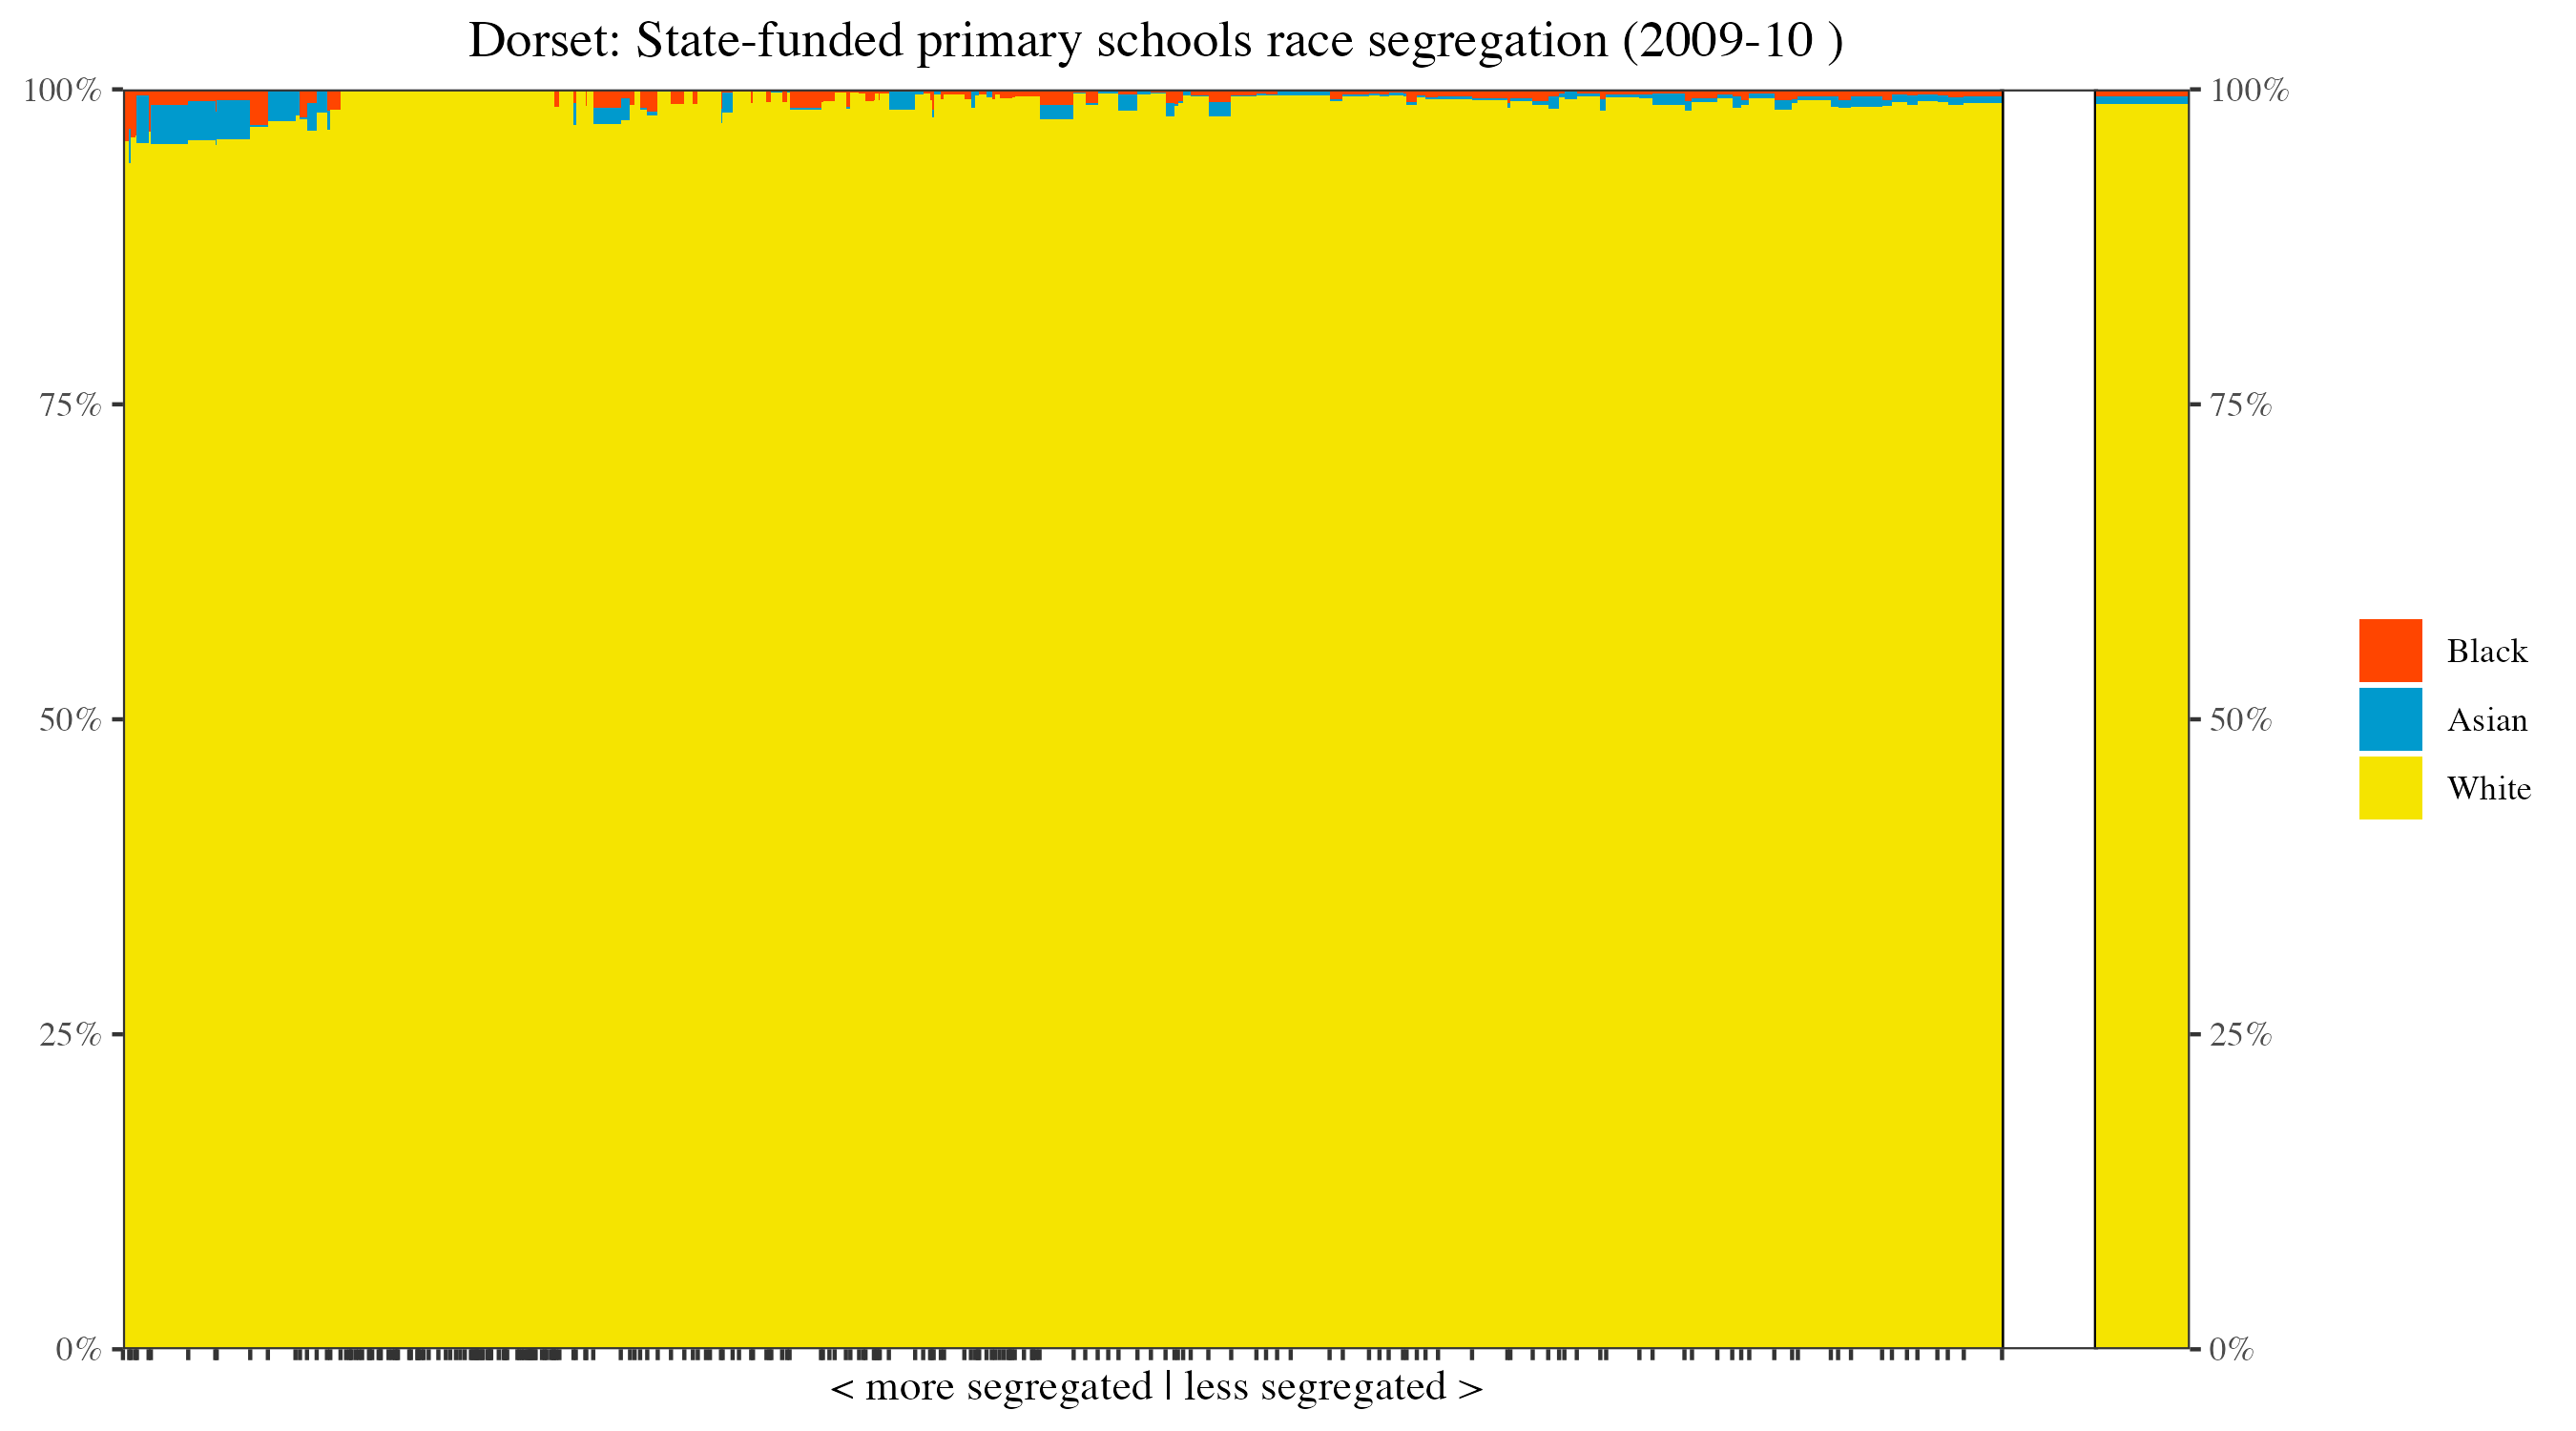 Dorset: State-funded primary schools race segregation (2009-10 )
100%
75%
50%
25%
0%
100%
75%
50%
25%
0%
Black
Asian
White
< more segregated | less segregated >